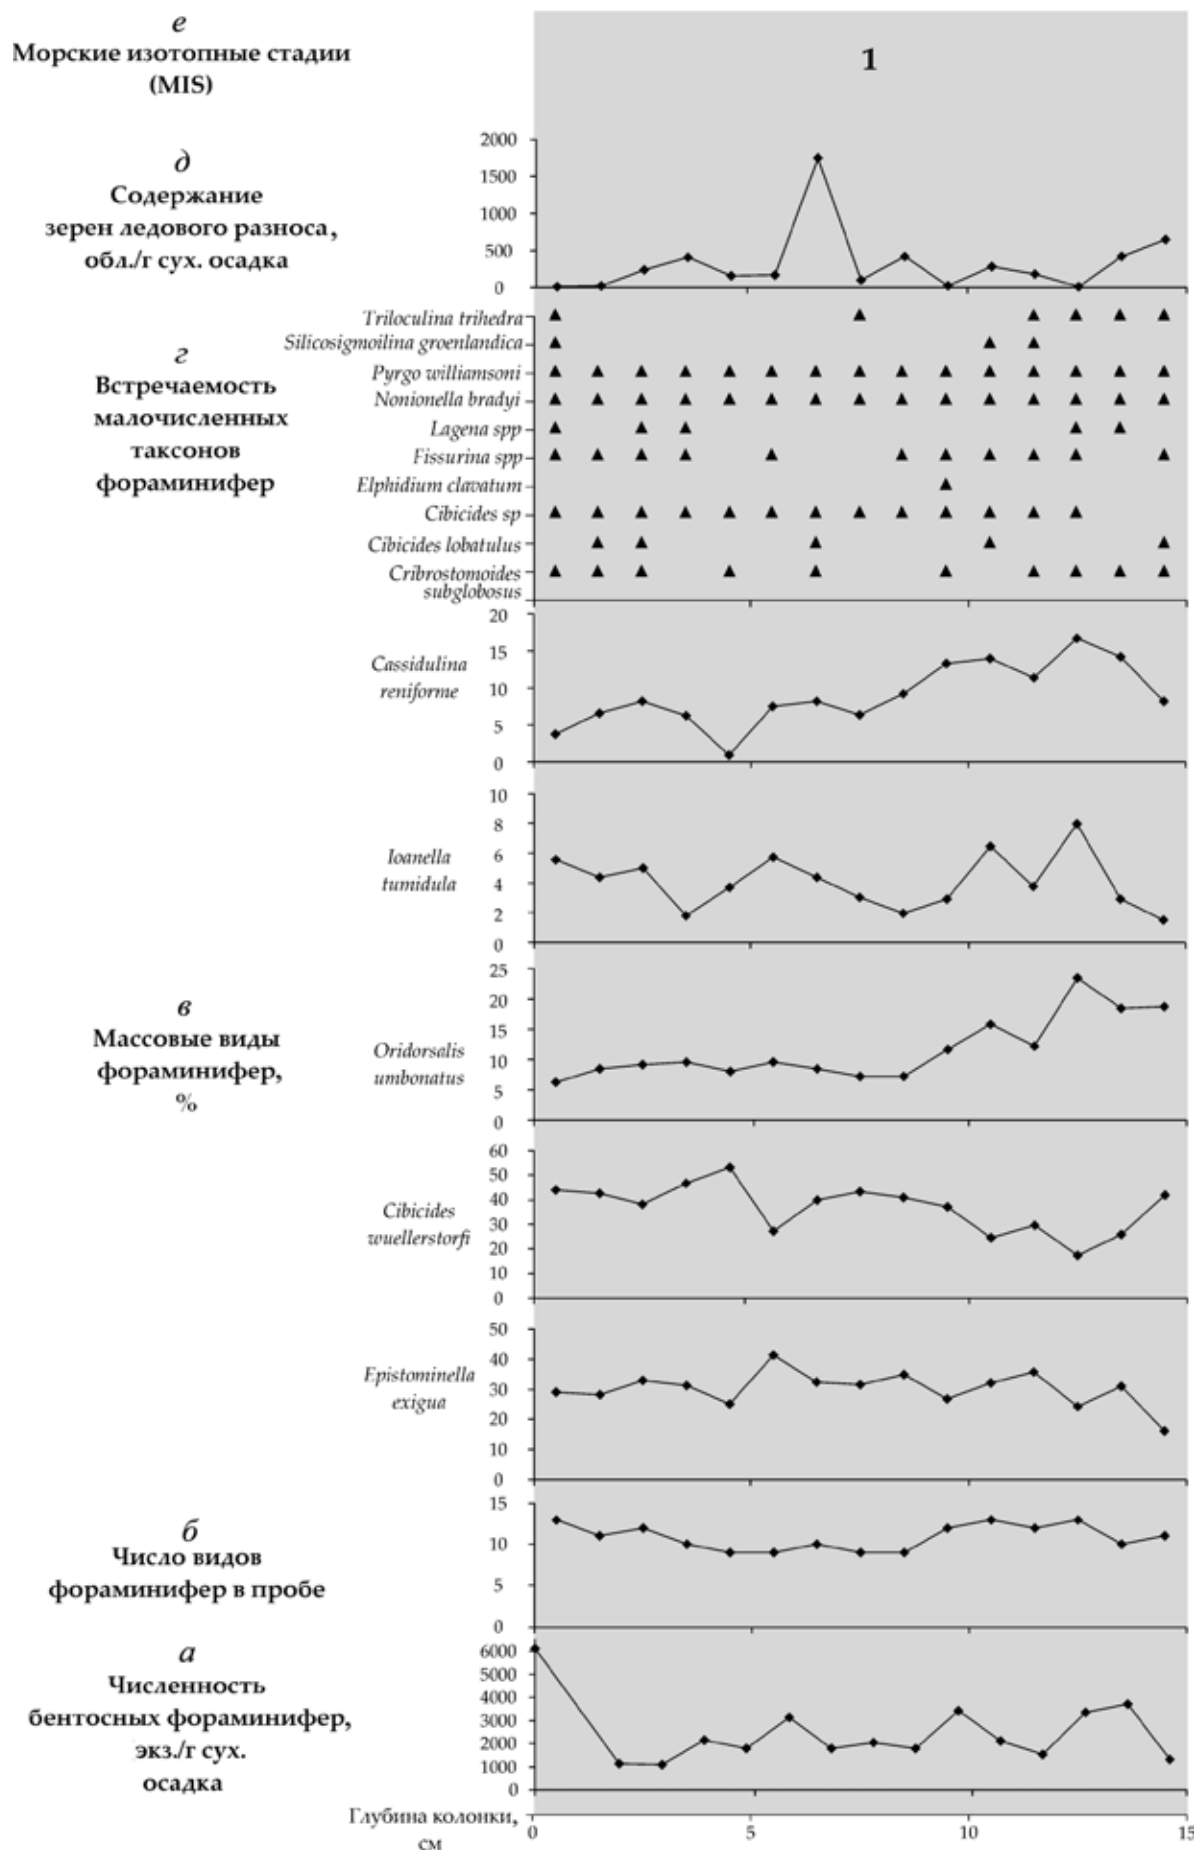 е
Морские изотопные стадии
(MIS)
1
д
Содержание
зерен ледового разноса,
обл./г сух. осадка
2000
1500
1000
500
0
г
Встречаемость
малочисленных
таксонов
фораминифер
Triloculina trihedra
Silicosigmoilina groenlandica
Pyrgo williamsoni
Nonionella bradyi
Lagena spp
Fissurina spp
Elphidium clavatum
Cibicides sp
Cibicides lobatulus
Cribrostomoides
subglobosus
в
Массовые виды
фораминифер,
%
Cassidulina
reniforme
20
15
10
5
0
Ioanella
tumidula
10
8
6
4
2
0
Oridorsalis
umbonatus
25
20
15
10
5
0
Cibicides
wuellerstorfi
60
50
40
30
20
10
0
Epistominella
exigua
50
40
30
20
10
0
б
Число видов
фораминифер в пробе
15
10
5
0
а
Численность
бентосных фораминифер,
экз./г сух.
осадка
6000
5000
4000
3000
2000
1000
0
Глубина колонки,
см
0 5 10 15